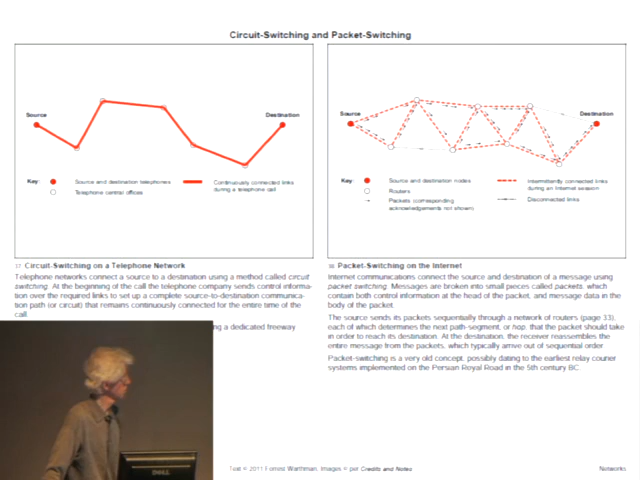 Circuit-Switching and Packet-Switching
Source
Destination
Key:
Source and destination telephones
Telephone central offices
Continuously connected links
during a telephone call
Source
Destination
Key:
Source and destination nodes
Routers
Packets (corresponding
acknowledgements not shown)
Intermittently connected links
during an Internet session
Disconnected links
Circuit-Switching on a Telephone Network
Telephone networks connect a source to a destination using a method called circuit
switching. At the beginning of the call the telephone company sends control informa-
tion over the required links to set up a complete source-to-destination communica-
tion path (or circuit) that remains continuously connected for the entire time of the
call.
ng a dedicated freeway
Packet-Switching on the Internet
Internet communications connect the source and destination of a message using
packet switching. Messages are broken into small pieces called packets, which
contain both control information at the head of the packet, and message data in the
body of the packet.
The source sends its packets sequentially through a network of routers (page 33),
each of which determines the next path-segment, or hop, that the packet should take
in order to reach its destination. At the destination, the receiver reassembles the
entire message from the packets, which typically arrive out of sequential order.
Packet-switching is a very old concept, possibly dating to the earliest relay courier
systems implemented on the Persian Royal Road in the 5th century BC.
DELL
Text © 2011 Forrest Warthman. Images © per Credits and Notes
Networks